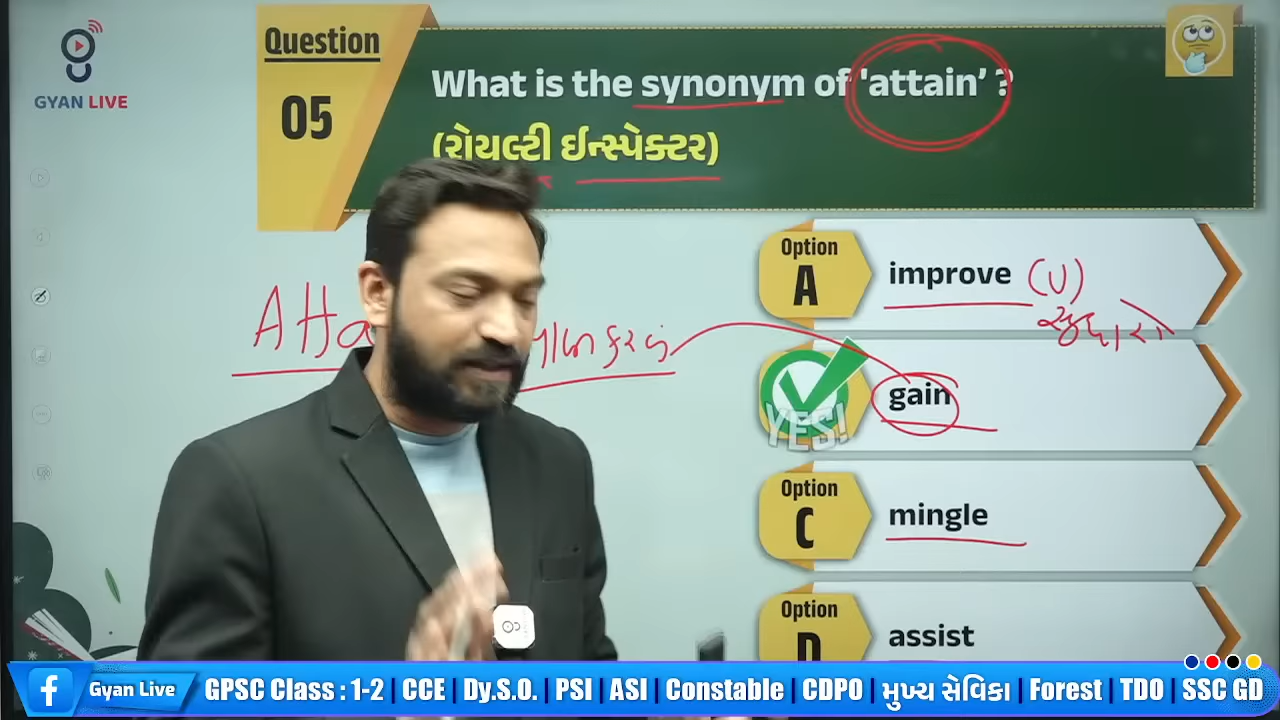 GYAN LIVE
Question
05
What is the synonym of 'attain' ?
(રોયલ્ટી ઈન્સ્પેક્ટર)
Option
A
improve (V)
સુધારો
Atta
YES!
gain
Option
C
mingle
Option
D
assist
Gyan Live
GPSC Class : 1-2 | CCE | Dy.S.O. | PSI | ASI | Constable | CDPO | મુખ્ય સેવિકા | Forest | TDO | SSC GD